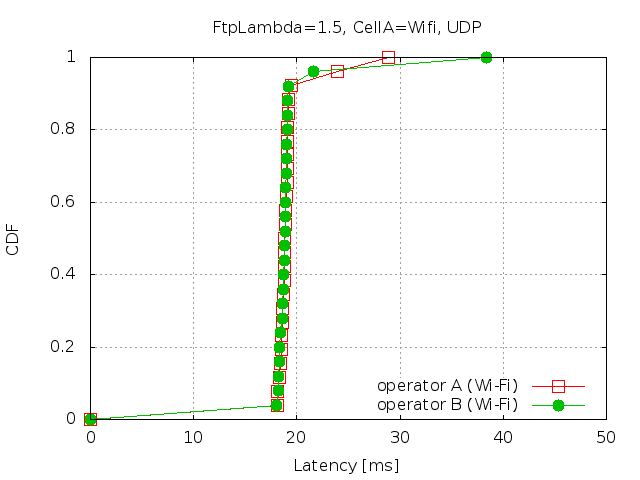 FtpLambda=1.5, CellA=Wifi, UDP
1
0.8
0.6
0.4
0.2
0
CDF
operator A (Wi-Fi)
operator B (Wi-Fi)
0 10 20 30 40 50
Latency [ms]